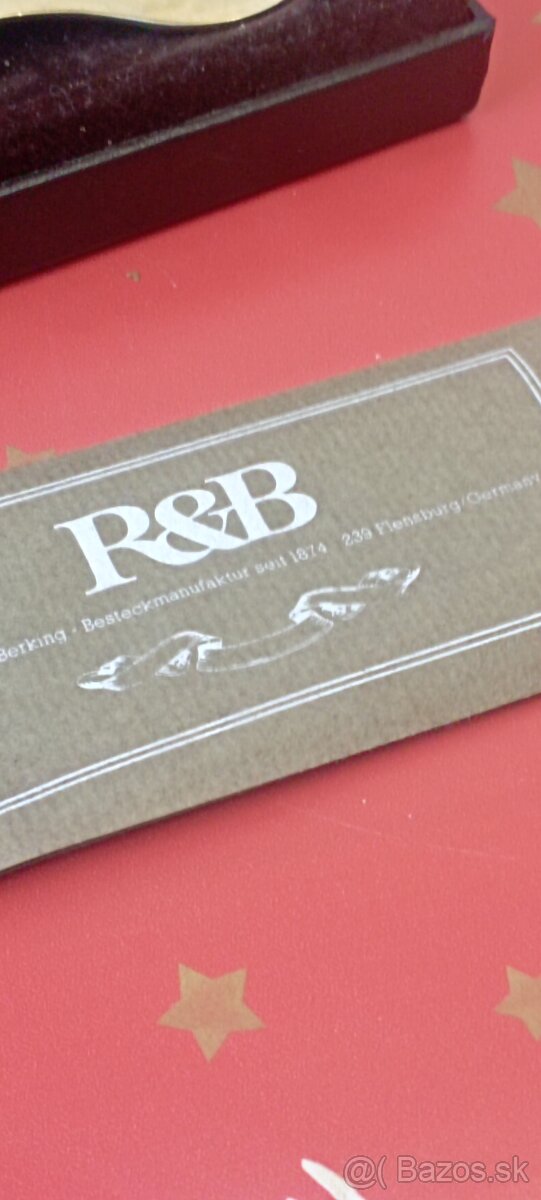 R&B
Berking · Besteckmanufaktur seit 1874 239 Flensburg/Germany
@( Bazos.sk